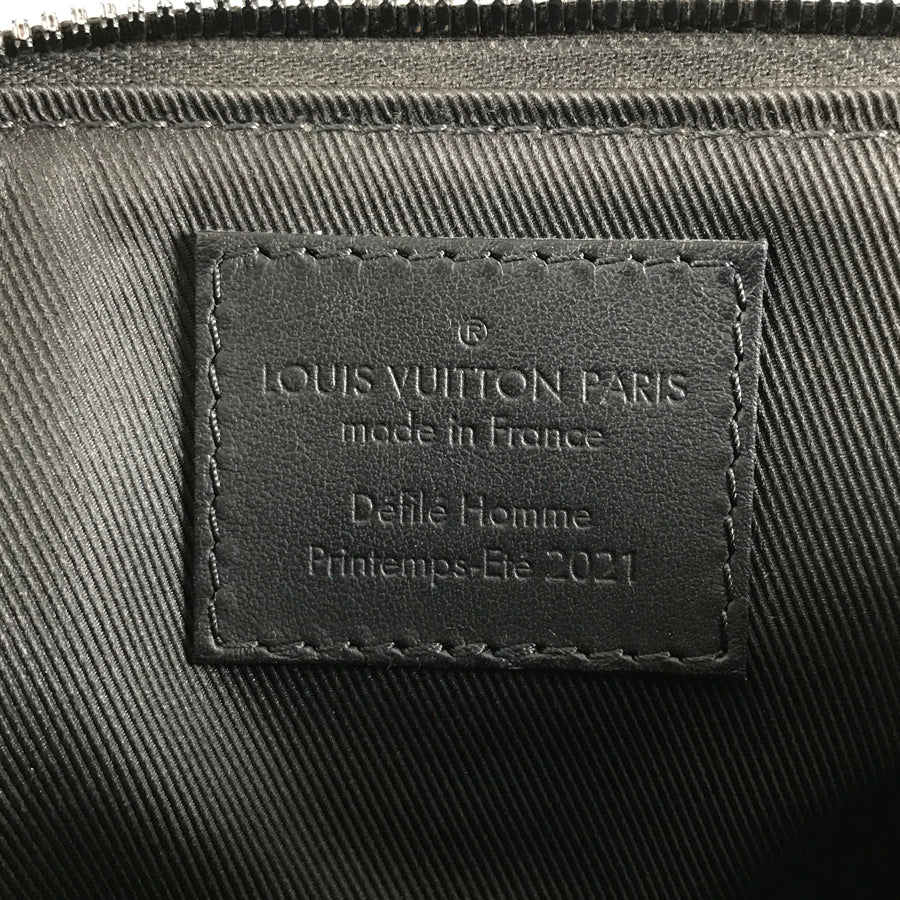 ®
LOUIS VUITTON PARIS
made in France
Défilé Homme
Printemps-Eté 2021